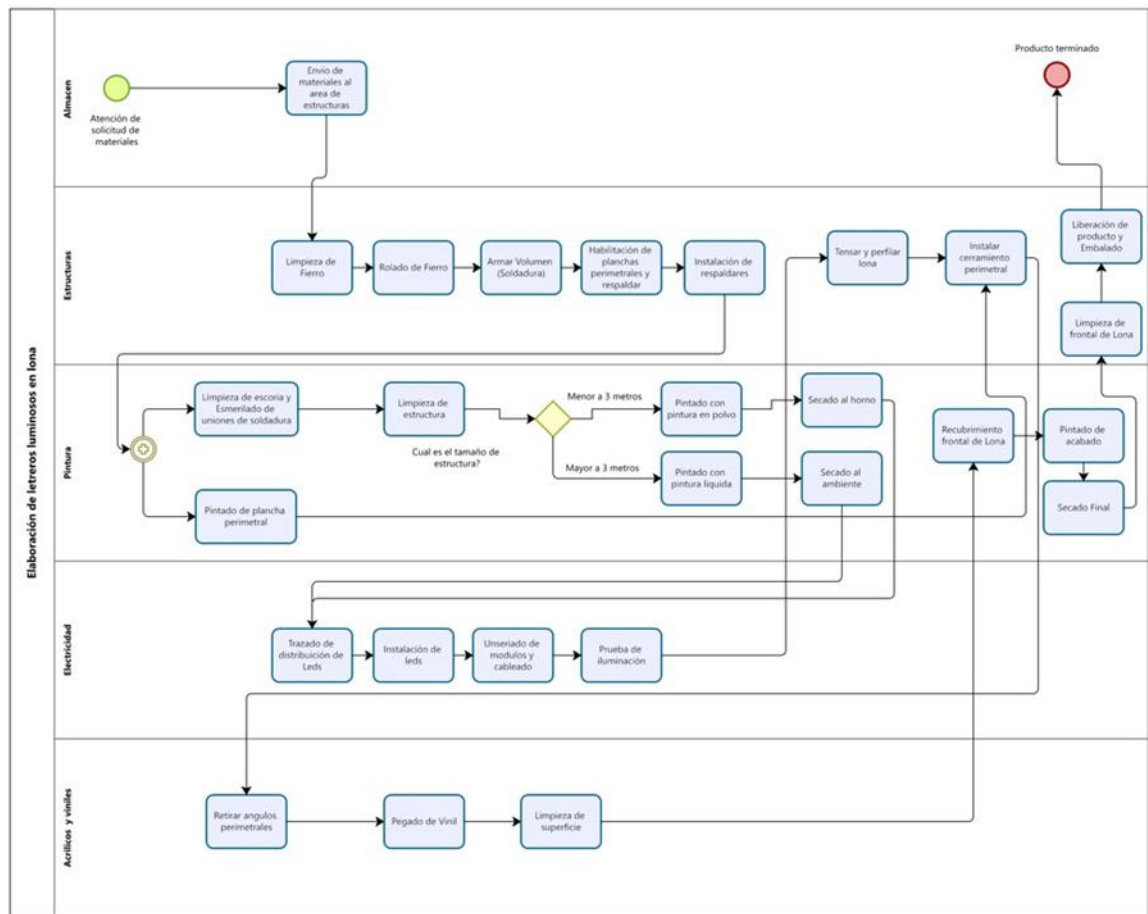 Elaboración de letreros luminosos en lona
Almacen
Atención de
solicitud de
materiales
Envío de
materiales al
area de
estructuras
Producto terminado
Estructuras
Limpieza de
Fierro
Rolado de Fierro
Armar Volumen
(Soldadura)
Habilitación de
planchas
perimetrales y
respaldar
Instalación de
respaldares
Tensar y perfilar
lona
Instalar
cerramiento
perimetral
Liberación de
producto y
Embalado
Limpieza de
frontal de Lona
Pintura
Limpieza de escoria y
Esmerilado de
uniones de soldadura
Limpieza de
estructura
Cual es el tamaño de
estructura?
Menor a 3 metros
Pintado con
pintura en polvo
Secado al horno
Mayor a 3 metros
Pintado con
pintura liquida
Secado al
ambiente
Recubrimiento
frontal de Lona
Pintado de
acabado
Secado Final
Pintado de plancha
perimetral
Electricidad
Trazado de
distribuición de
Leds
Instalación de
leds
Unseriado de
modulos y
cableado
Prueba de
iluminación
Acrílicos y viniles
Retirar angulos
perimetrales
Pegado de Vinil
Limpieza de
superficie